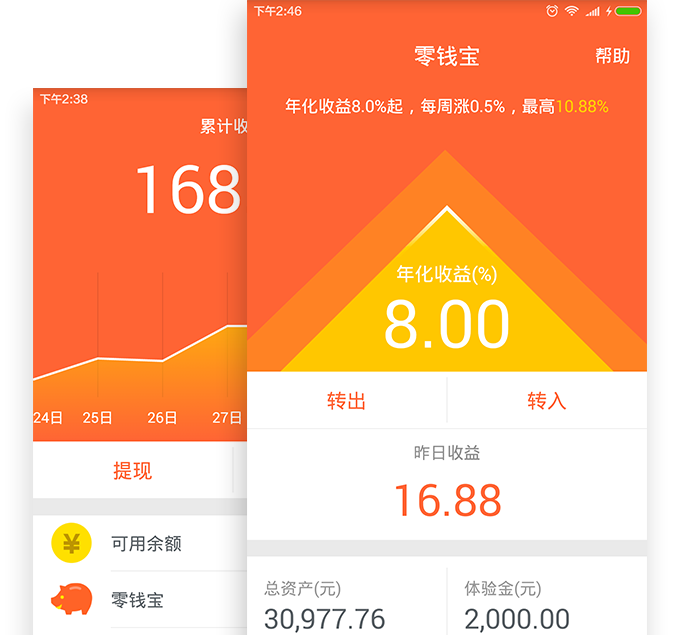 下午2:46
零钱宝
帮助
年化收益8.0%起，每周涨0.5%，最高10.88%
年化收益(%)
8.00
转出
转入
昨日收益
16.88
总资产(元)
体验金(元)
30,977.76
2,000.00
下午2:38
累计收
168
24日
25日
26日
27日
提现
¥
可用余额
零钱宝